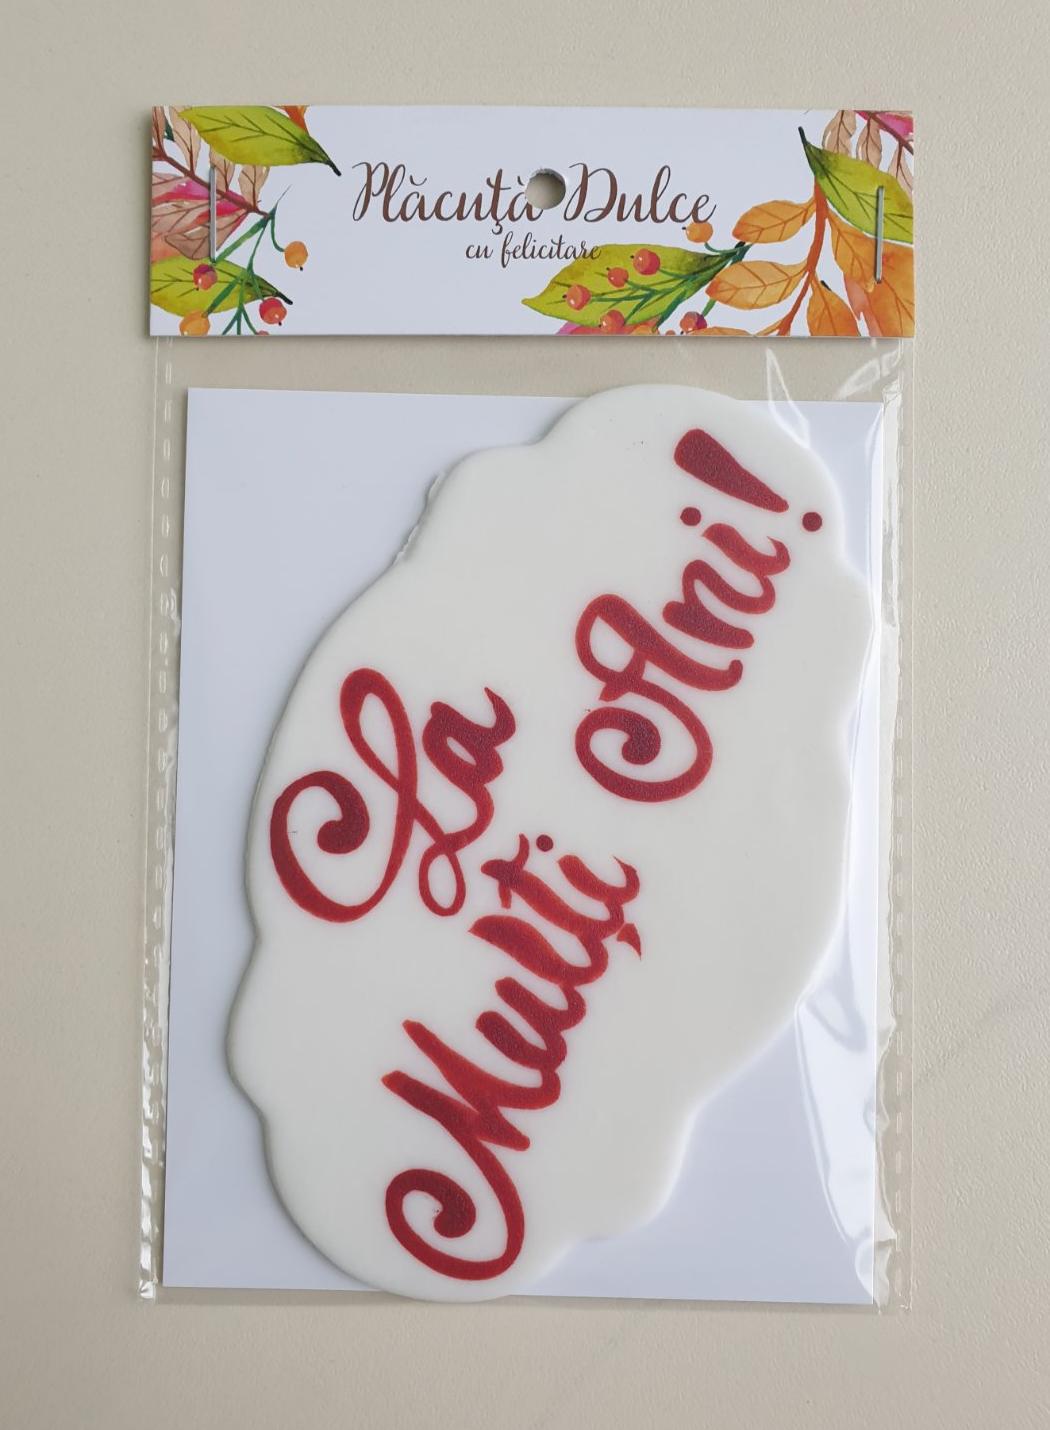 Plăcuță Dulce
cu felicitare
La
Mulți
Ani!